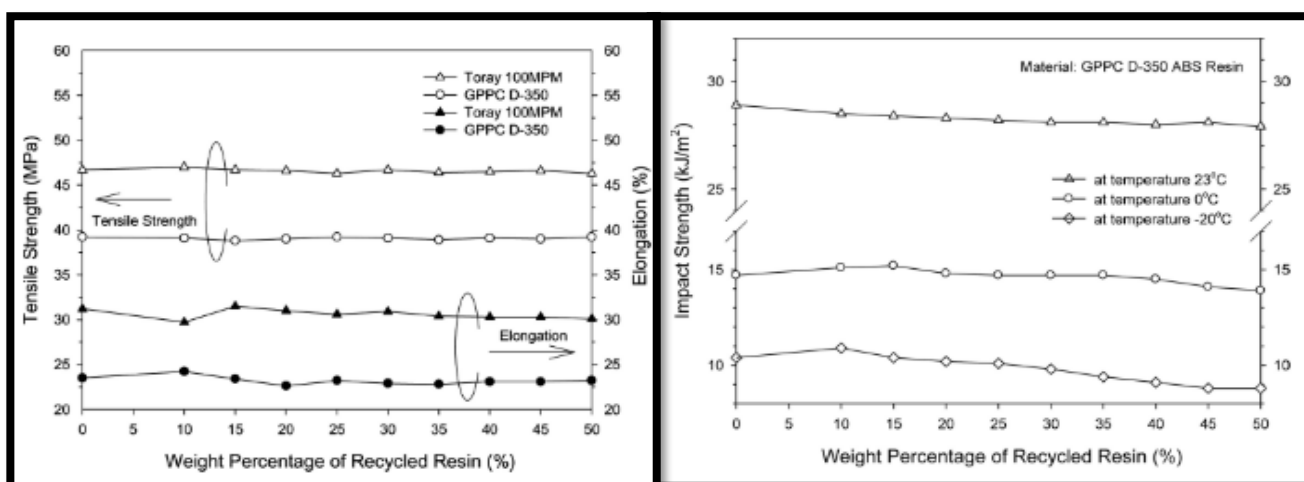 60
55
50
47
45
40
35
30
25
20
Tensile Strength (MPa)
Toray 100MPM
GPPC D-350
Toray 100MPM
GPPC D-350
Tensile Strength
Elongation
60
55
50
45
40
35
30
25
20
Elongation (%)
0 10 15 20 25 30 35 40 45 50
Weight Percentage of Recycled Resin (%)
Material: GPPC D-350 ABS Resin
30
25
15
10
Impact Strength (kJ/m²)
at temperature 23°C
at temperature 0°C
at temperature -20°C
30
25
15
10
0 10 15 20 25 30 35 40 45 50
Weight Percentage of Recycled Resin (%)